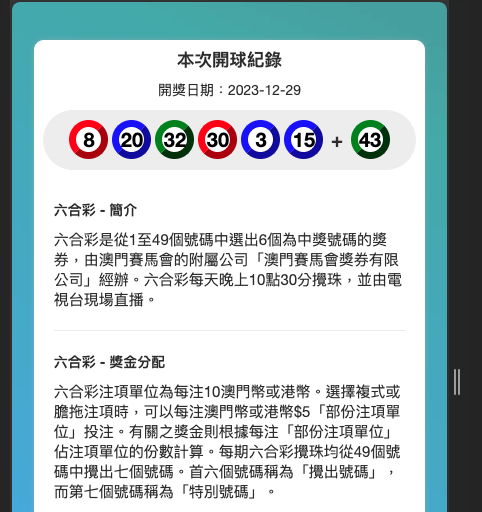 本次開球紀錄
開獎日期：2023-12-29
8 20 32 30 3 15 + 43
六合彩 - 簡介
六合彩是從1至49個號碼中選出6個為中獎號碼的獎
券，由澳門賽馬會的附屬公司「澳門賽馬會獎券有限
公司」經辦。六合彩每天晚上10點30分攪珠，並由電
視台現場直播。
六合彩 - 獎金分配
六合彩注項單位為每注10澳門幣或港幣。選擇複式或
膽拖注項時，可以每注澳門幣或港幣$5「部份注項單
位」投注。有關之獎金則根據每注「部份注項單位」
佔注項單位的份數計算。每期六合彩攪珠均從49個號
碼中攪出七個號碼。首六個號碼稱為「攪出號碼」，
而第七個號碼稱為「特別號碼」。